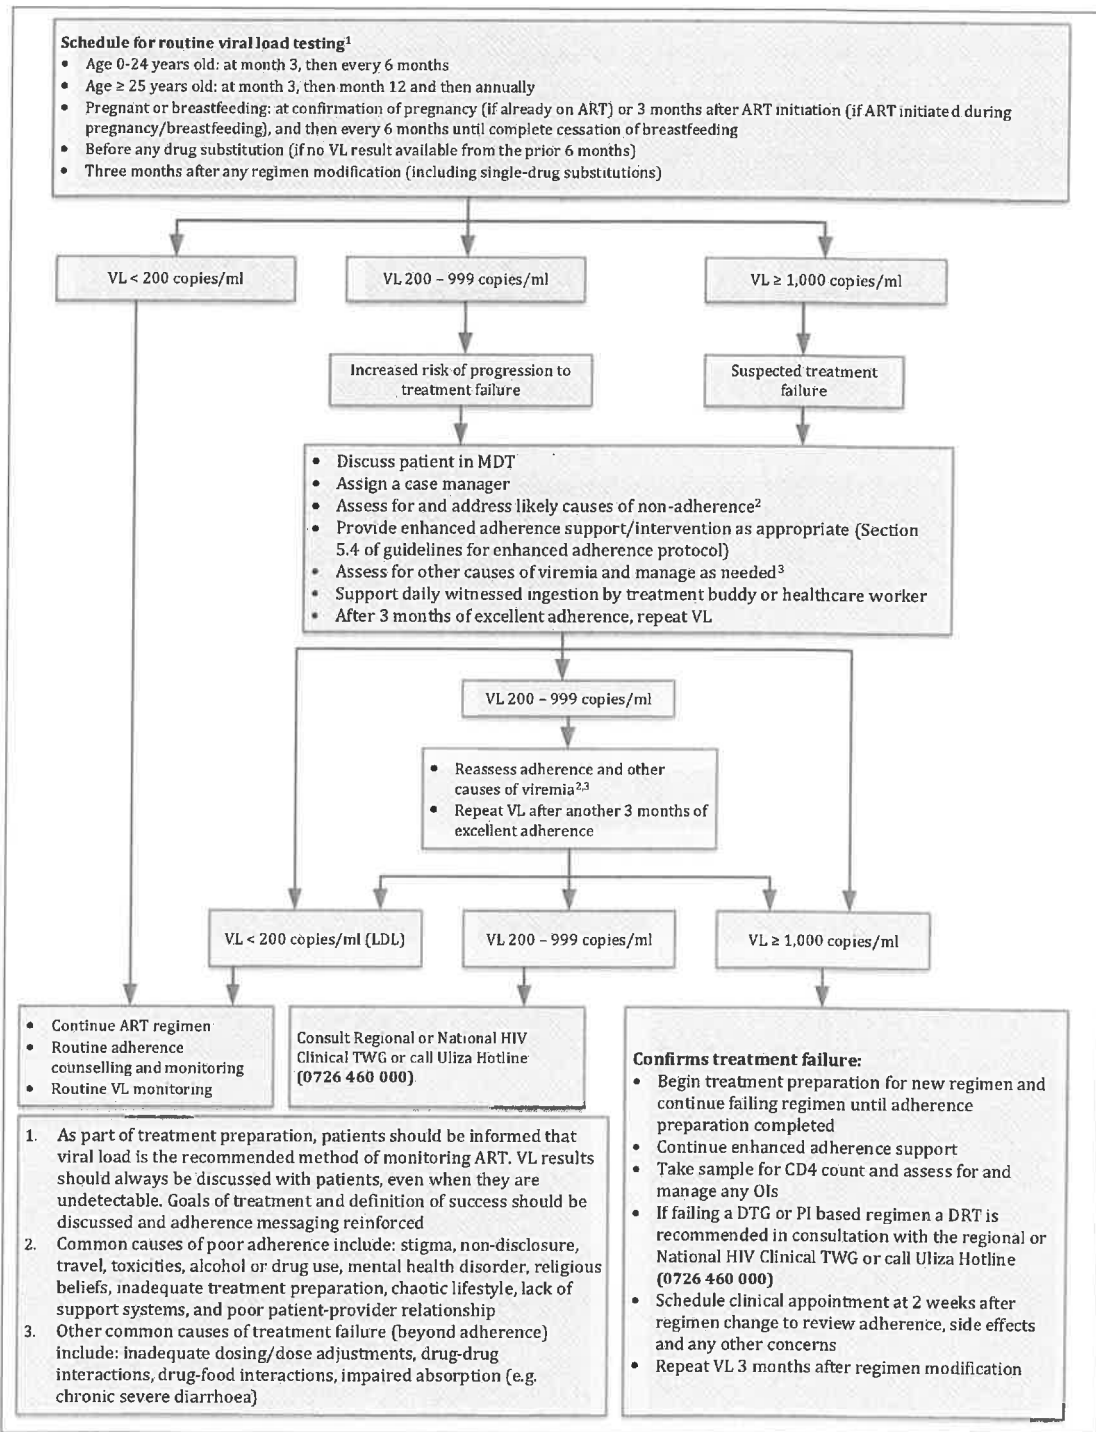 Schedule for routine viral load testing¹
• Age 0-24 years old: at month 3, then every 6 months
• Age ≥ 25 years old: at month 3, then month 12 and then annually
• Pregnant or breastfeeding: at confirmation of pregnancy (if already on ART) or 3 months after ART initiation (if ART initiated during
pregnancy/breastfeeding), and then every 6 months until complete cessation of breastfeeding
• Before any drug substitution (if no VL result available from the prior 6 months)
• Three months after any regimen modification (including single-drug substitutions)
VL < 200 copies/ml
VL 200 – 999 copies/ml
VL ≥ 1,000 copies/ml
Increased risk of progression to
treatment failure
Suspected treatment
failure
• Discuss patient in MDT
• Assign a case manager
• Assess for and address likely causes of non-adherence²
• Provide enhanced adherence support/intervention as appropriate (Section
5.4 of guidelines for enhanced adherence protocol)
• Assess for other causes of viremia and manage as needed³
• Support daily witnessed ingestion by treatment buddy or healthcare worker
• After 3 months of excellent adherence, repeat VL
VL 200 – 999 copies/ml
• Reassess adherence and other
causes of viremia²,³
• Repeat VL after another 3 months of
excellent adherence
VL < 200 copies/ml (LDL)
VL 200 – 999 copies/ml
VL ≥ 1,000 copies/ml
• Continue ART regimen
• Routine adherence
counselling and monitoring
• Routine VL monitoring
Consult Regional or National HIV
Clinical TWG or call Uliza Hotline
(0726 460 000)
Confirms treatment failure:
• Begin treatment preparation for new regimen and
continue failing regimen until adherence
preparation completed
• Continue enhanced adherence support
• Take sample for CD4 count and assess for and
manage any OIs
• If failing a DTG or PI based regimen a DRT is
recommended in consultation with the regional or
National HIV Clinical TWG or call Uliza Hotline
(0726 460 000)
• Schedule clinical appointment at 2 weeks after
regimen change to review adherence, side effects
and any other concerns
• Repeat VL 3 months after regimen modification
1. As part of treatment preparation, patients should be informed that
viral load is the recommended method of monitoring ART. VL results
should always be discussed with patients, even when they are
undetectable. Goals of treatment and definition of success should be
discussed and adherence messaging reinforced
2. Common causes of poor adherence include: stigma, non-disclosure,
travel, toxicities, alcohol or drug use, mental health disorder, religious
beliefs, inadequate treatment preparation, chaotic lifestyle, lack of
support systems, and poor patient-provider relationship
3. Other common causes of treatment failure (beyond adherence)
include: inadequate dosing/dose adjustments, drug-drug
interactions, drug-food interactions, impaired absorption (e.g.
chronic severe diarrhoea)